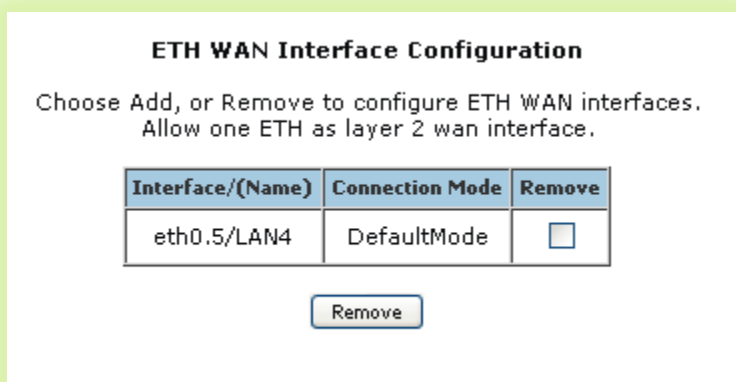 ETH WAN Interface Configuration
Choose Add, or Remove to configure ETH WAN interfaces.
Allow one ETH as layer 2 wan interface.
Interface/(Name) Connection Mode Remove
eth0.5/LAN4 DefaultMode
Remove